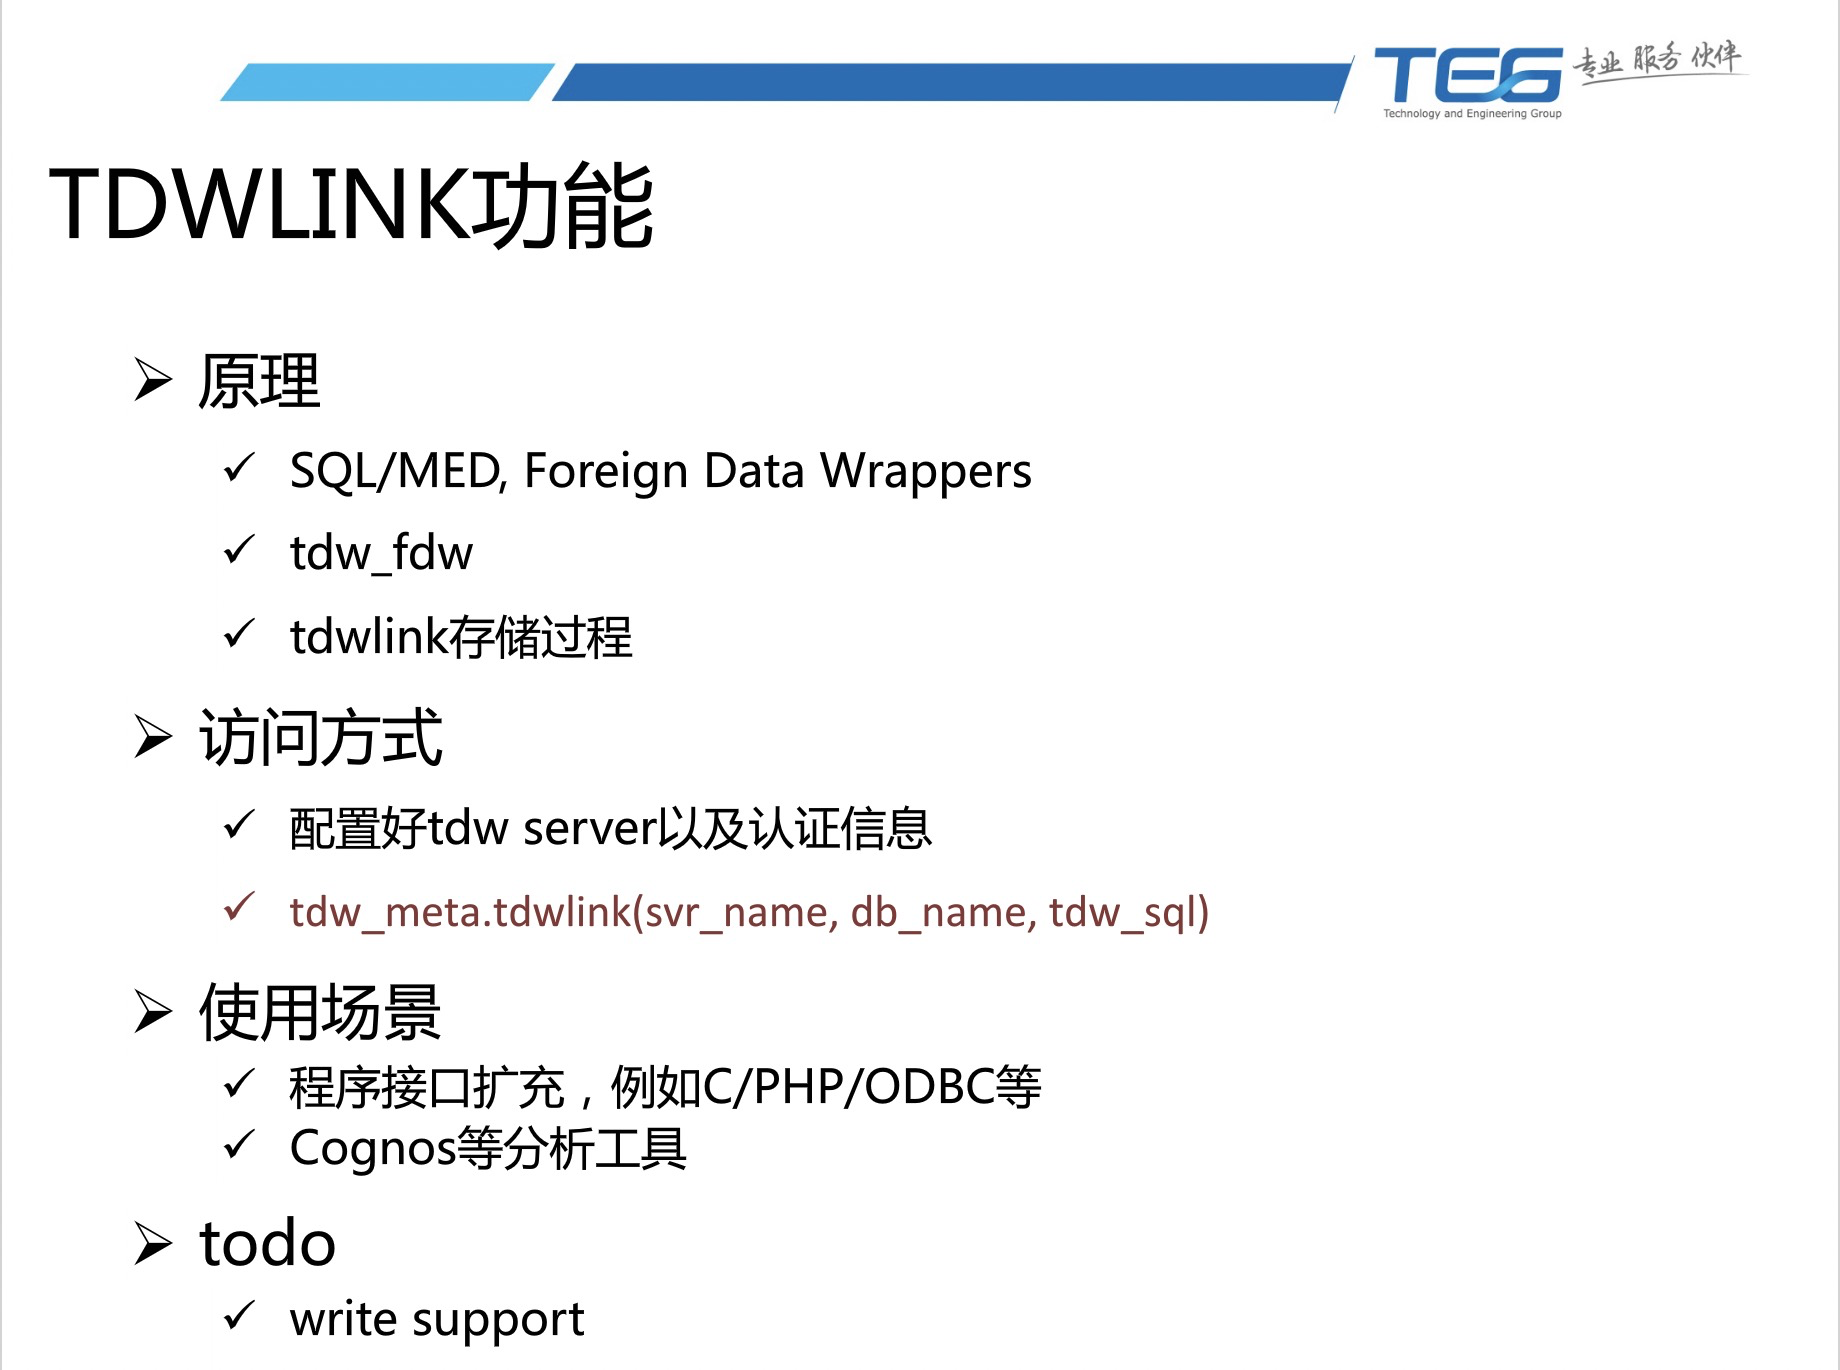 TEG 专业 服务 伙伴
Technology and Engineering Group
TDWLINK功能
原理
SQL/MED, Foreign Data Wrappers
tdw_fdw
tdwlink存储过程
访问方式
配置好tdw server以及认证信息
tdw_meta.tdwlink(svr_name, db_name, tdw_sql)
使用场景
程序接口扩充，例如C/PHP/ODBC等
Cognos等分析工具
todo
write support